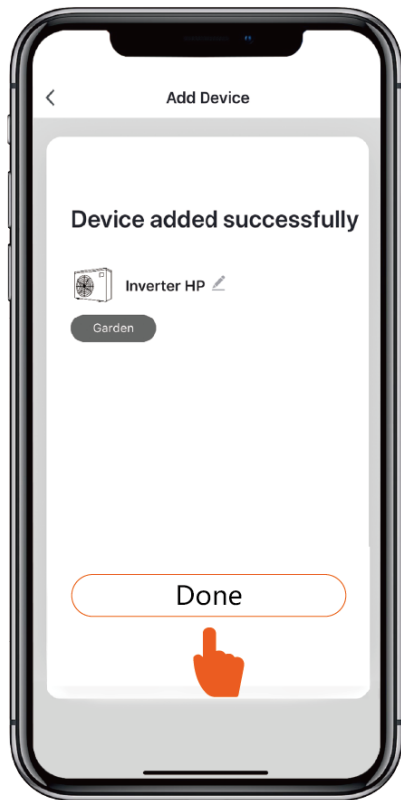 Add Device
Device added successfully
Inverter HP
Garden
Done